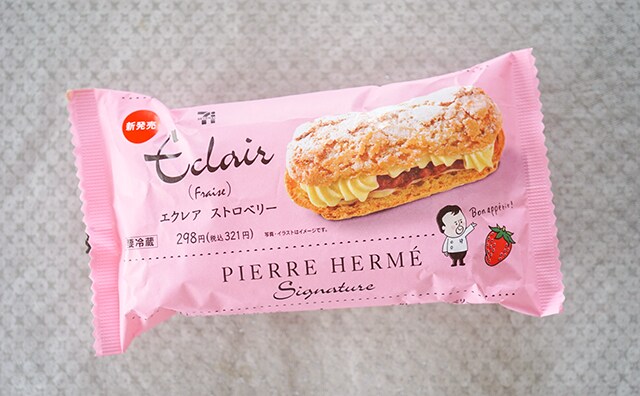 新発売
Éclair
(Fraise)
エクレア ストロベリー
298円(税込321円)
写真・イラストはイメージです。
要冷蔵
Bon appétit!
PIERRE HERMÉ
Signature